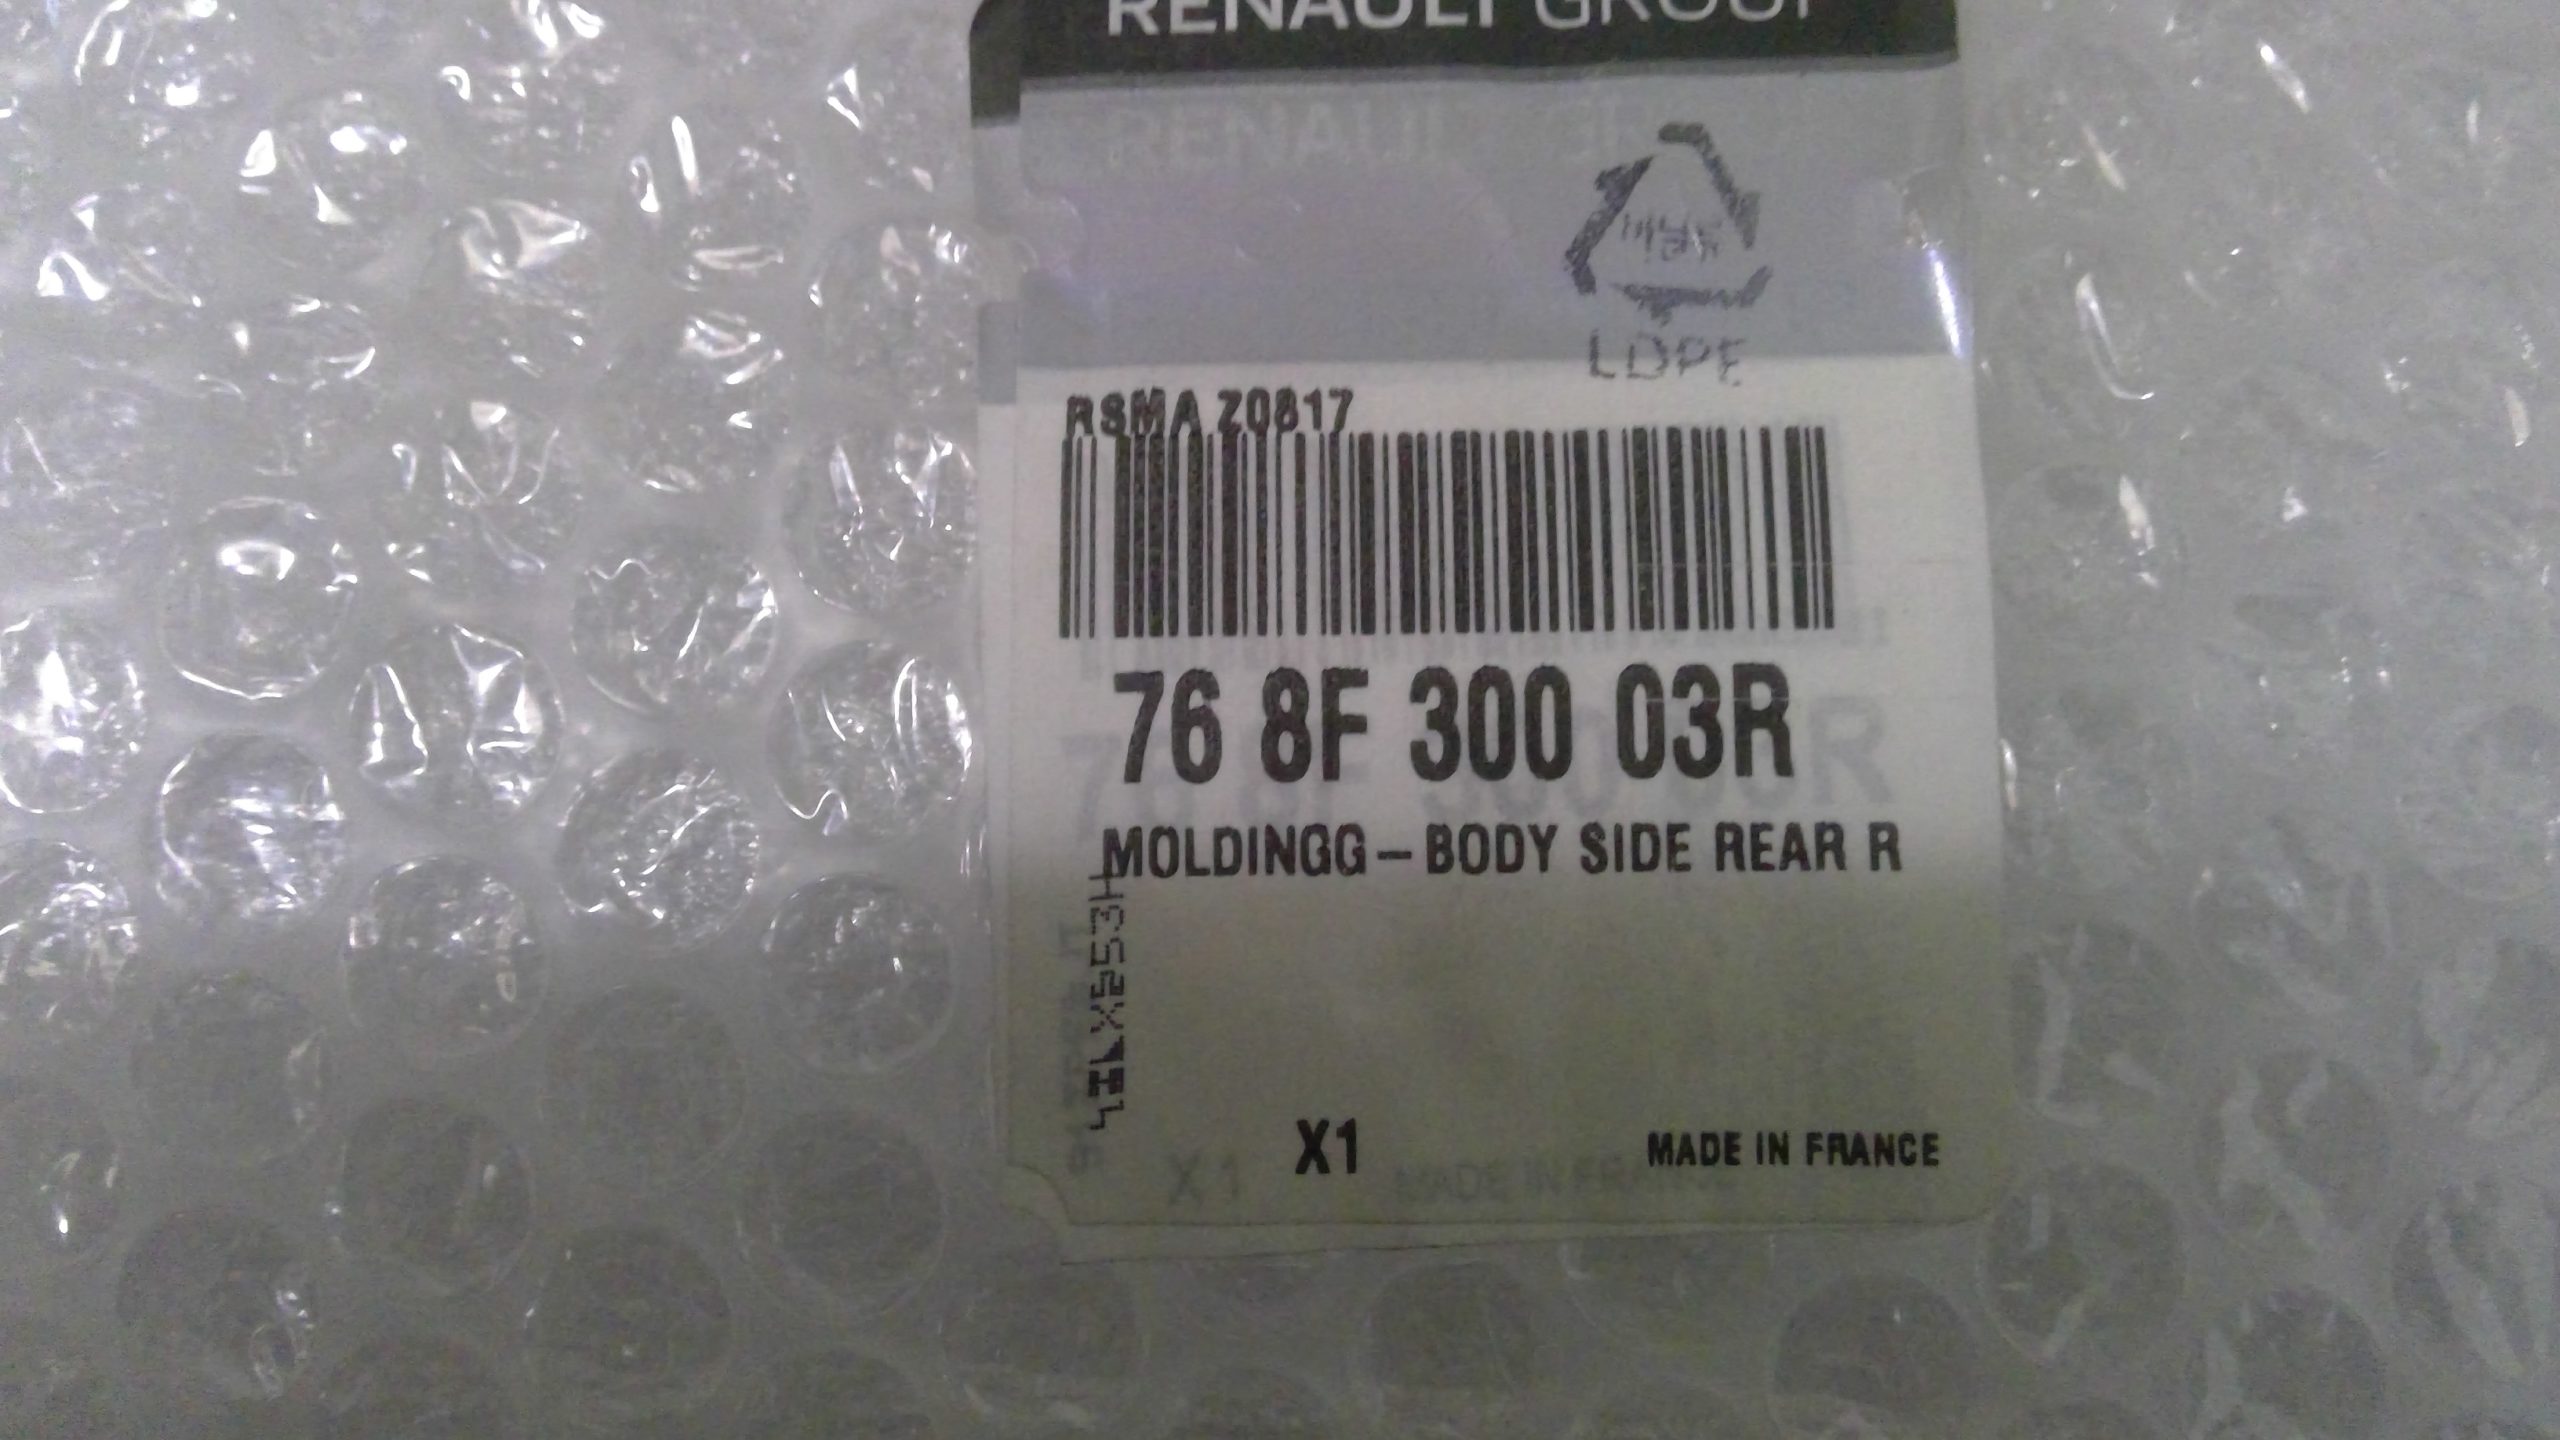 RENAULT GROUP
LDPE
RSMA Z0817
76 8F 300 03R
MOLDINGG – BODY SIDE REAR R
X1
MADE IN FRANCE